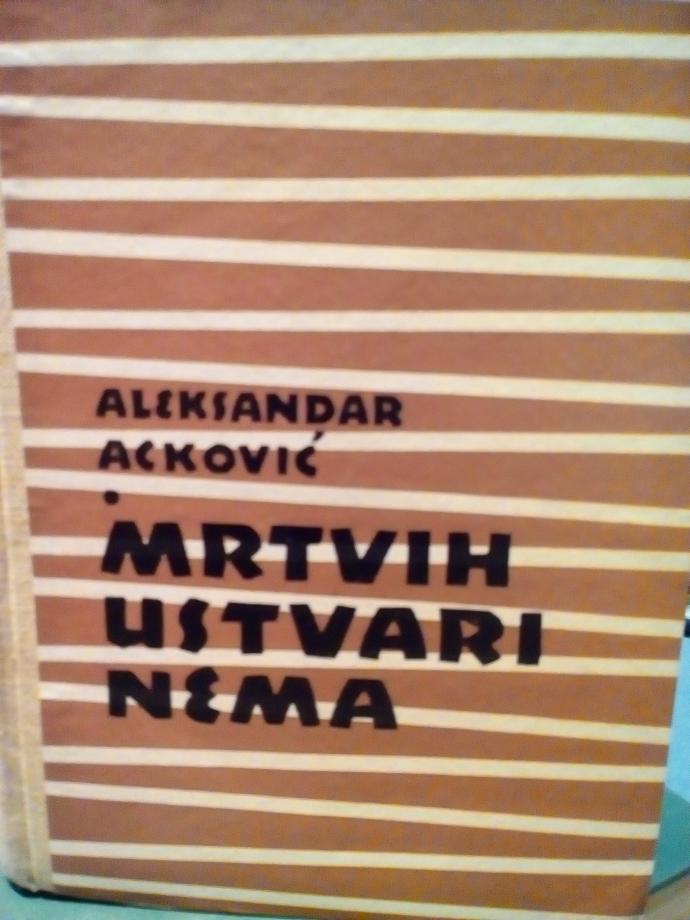 ALEKSANDAR
ACKOVIĆ
•
MRTVIH
USTVARI
NEMA